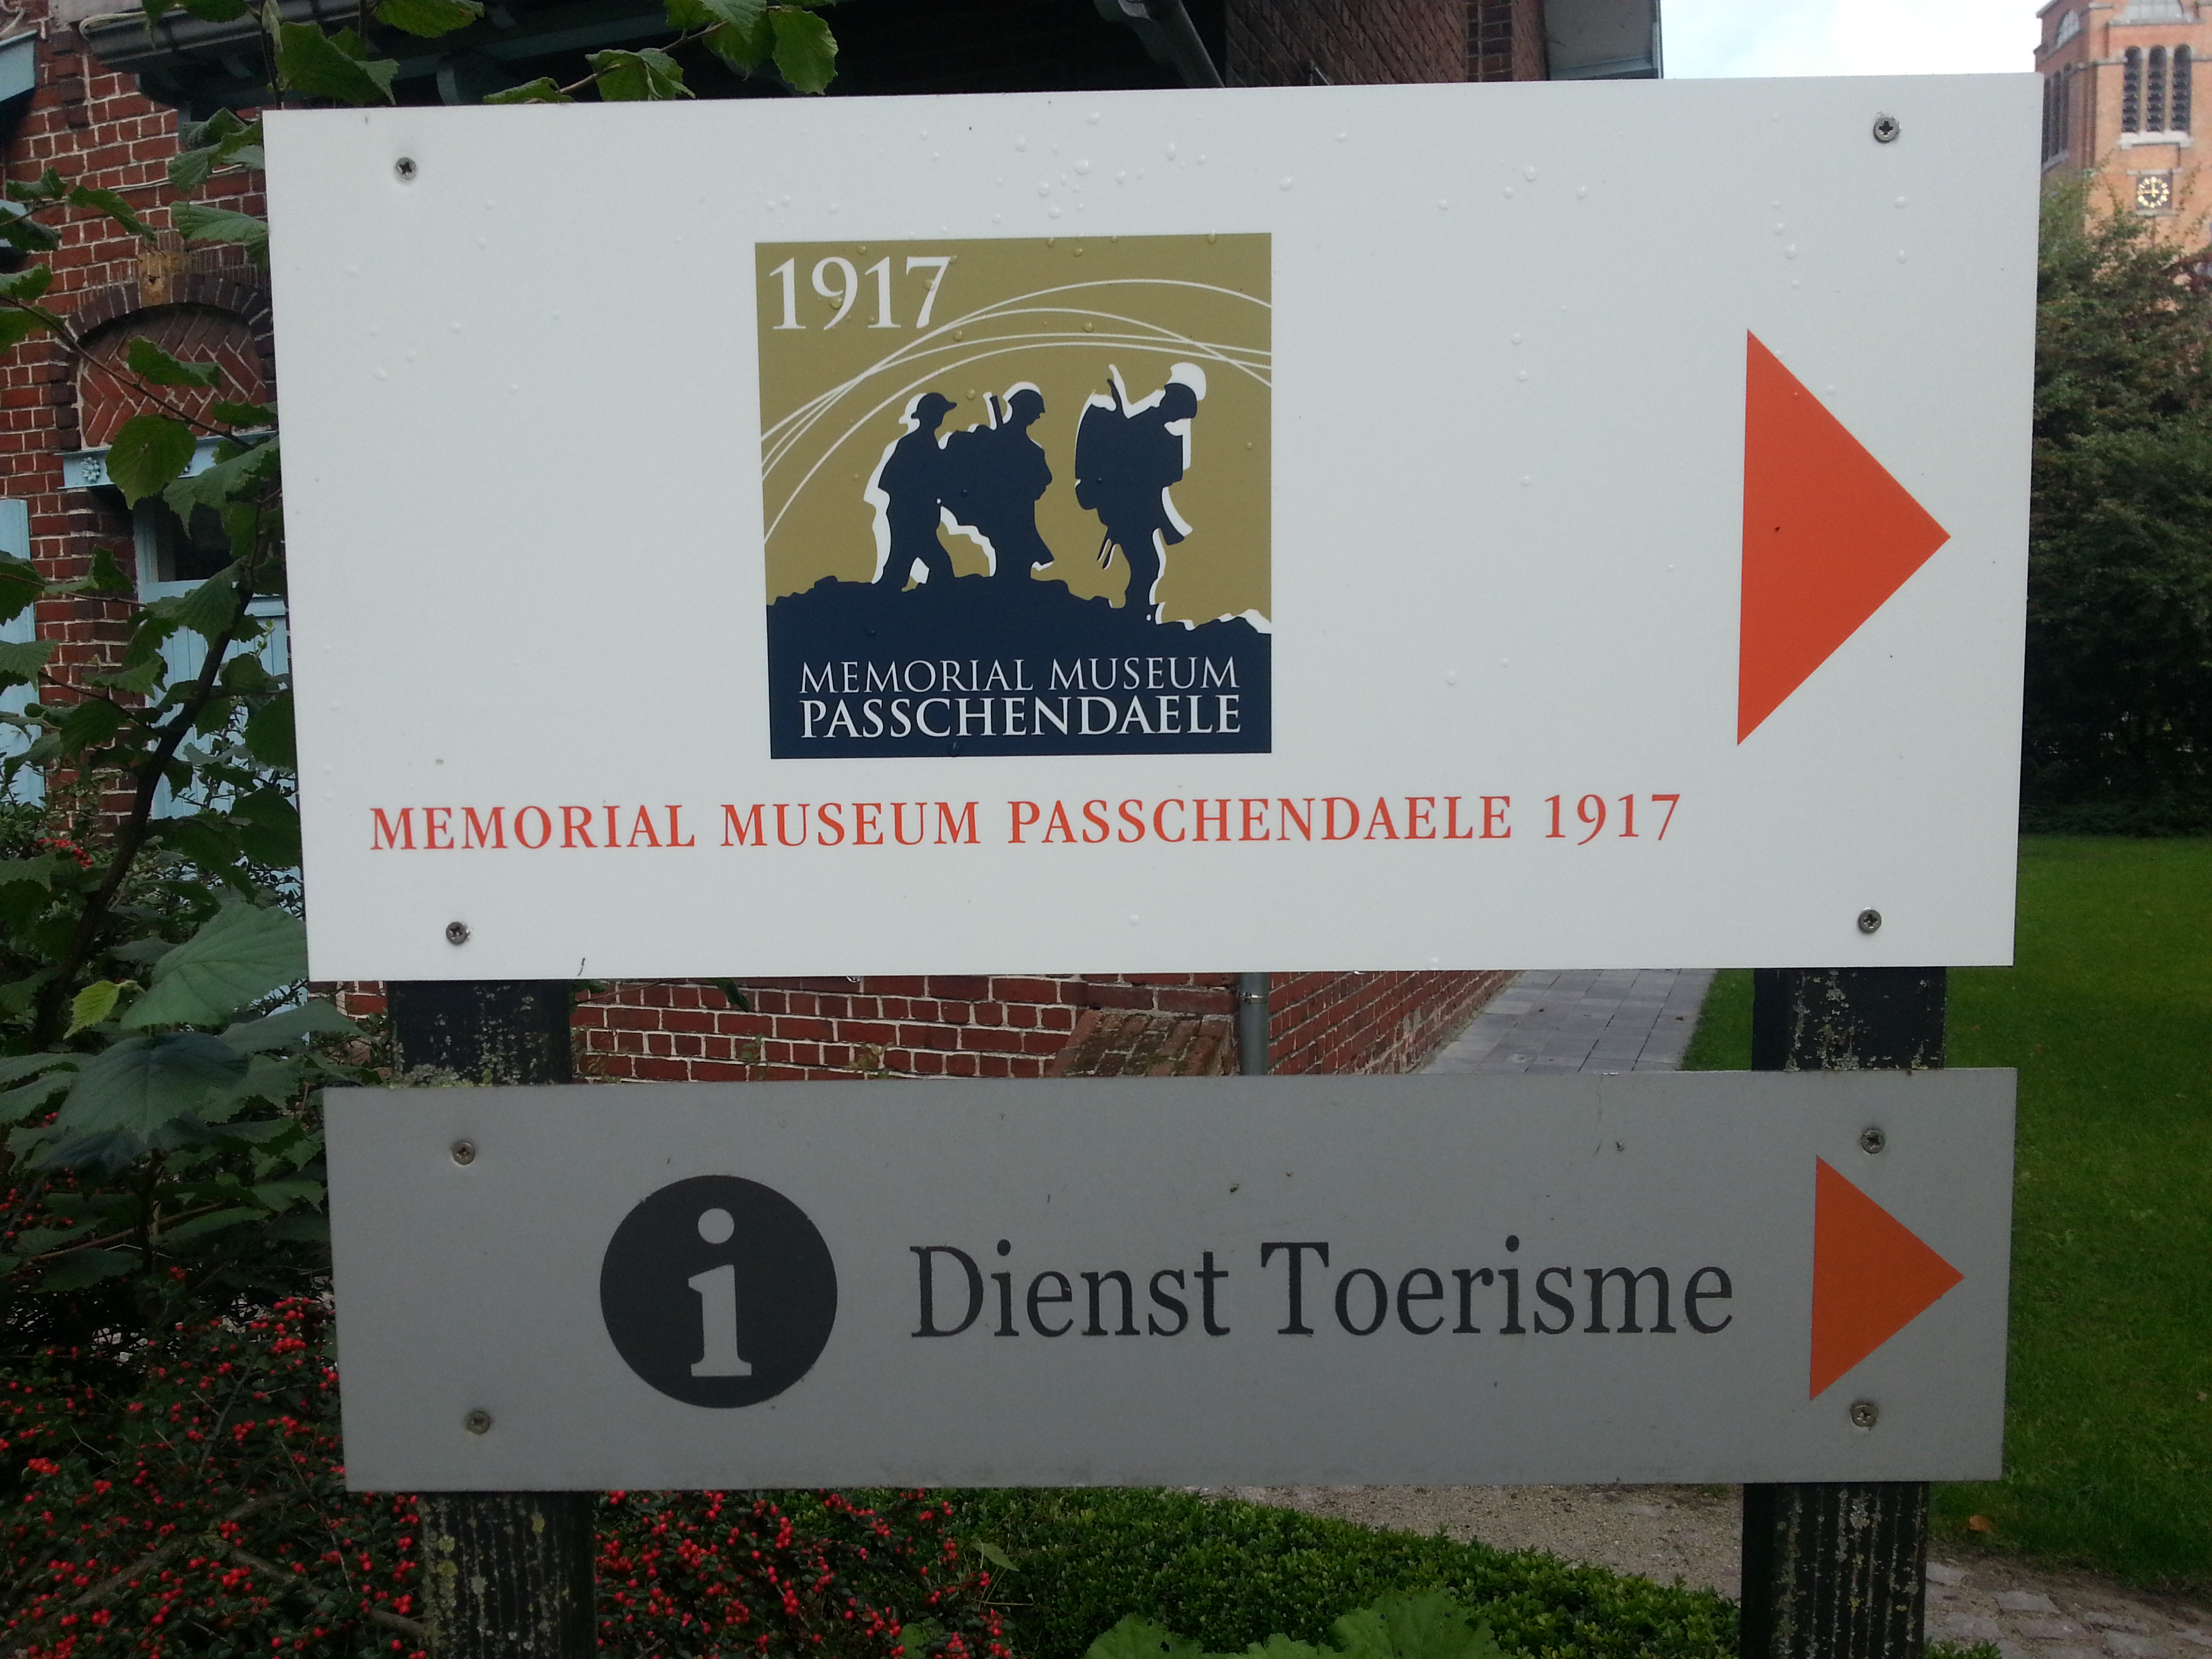 1917
MEMORIAL MUSEUM
PASSCHENDAELE
MEMORIAL MUSEUM PASSCHENDAELE 1917
i Dienst Toerisme